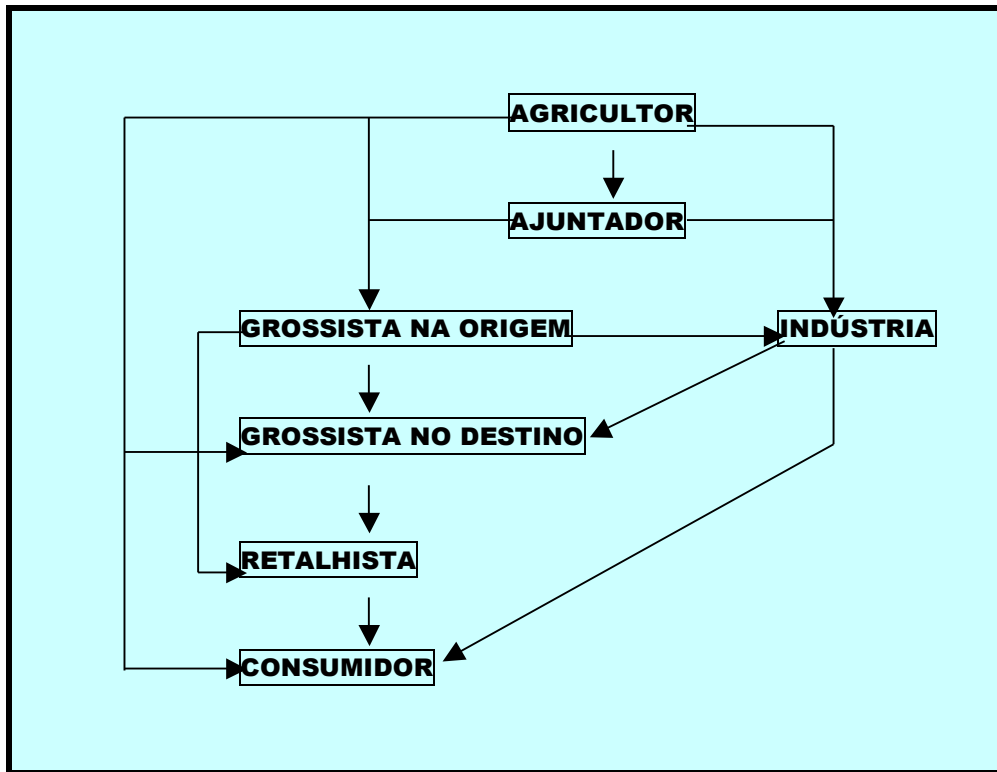 AGRICULTOR
AJUNTADOR
GROSSISTA NA ORIGEM
INDÚSTRIA
GROSSISTA NO DESTINO
RETALHISTA
CONSUMIDOR